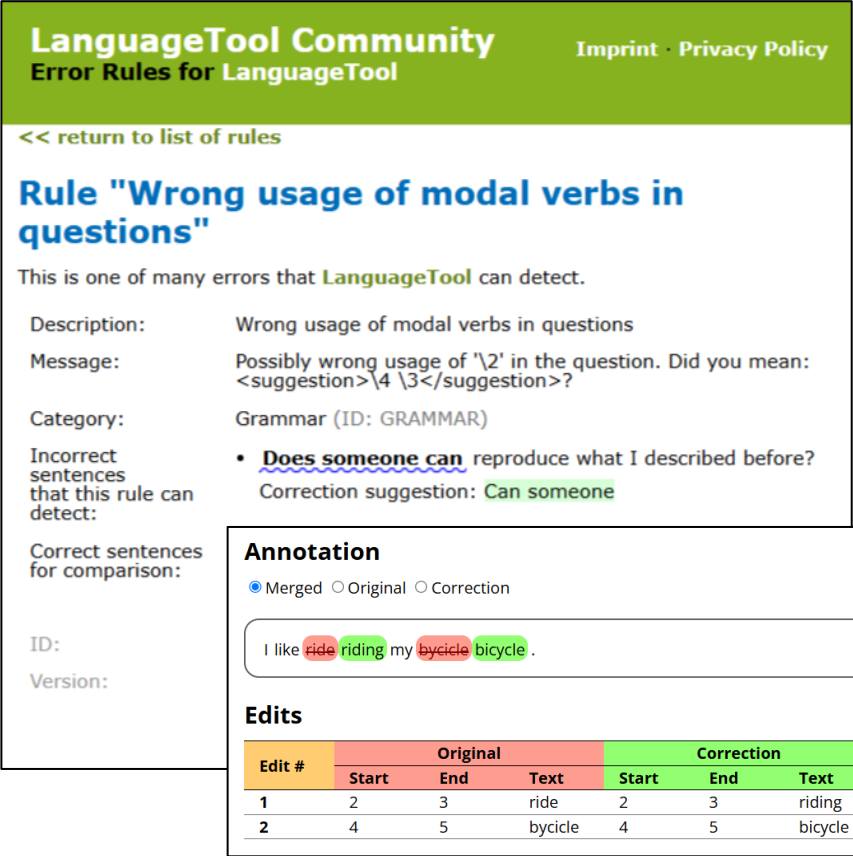 LanguageTool Community
Error Rules for LanguageTool
Imprint · Privacy Policy
<< return to list of rules
Rule "Wrong usage of modal verbs in
questions"
This is one of many errors that LanguageTool can detect.
Description: Wrong usage of modal verbs in questions
Message: Possibly wrong usage of '\2' in the question. Did you mean:
<suggestion>\4 \3</suggestion>?
Category: Grammar (ID: GRAMMAR)
Incorrect
sentences
that this rule can
detect:
• Does someone can reproduce what I described before?
Correction suggestion: Can someone
Correct sentences
for comparison:
ID:
Version:
Annotation
Merged Original Correction
I like ride riding my bycicle bicycle .
Edits
Edit # Original Correction
Start End Text Start End Text
1 2 3 ride 2 3 riding
2 4 5 bycicle 4 5 bicycle